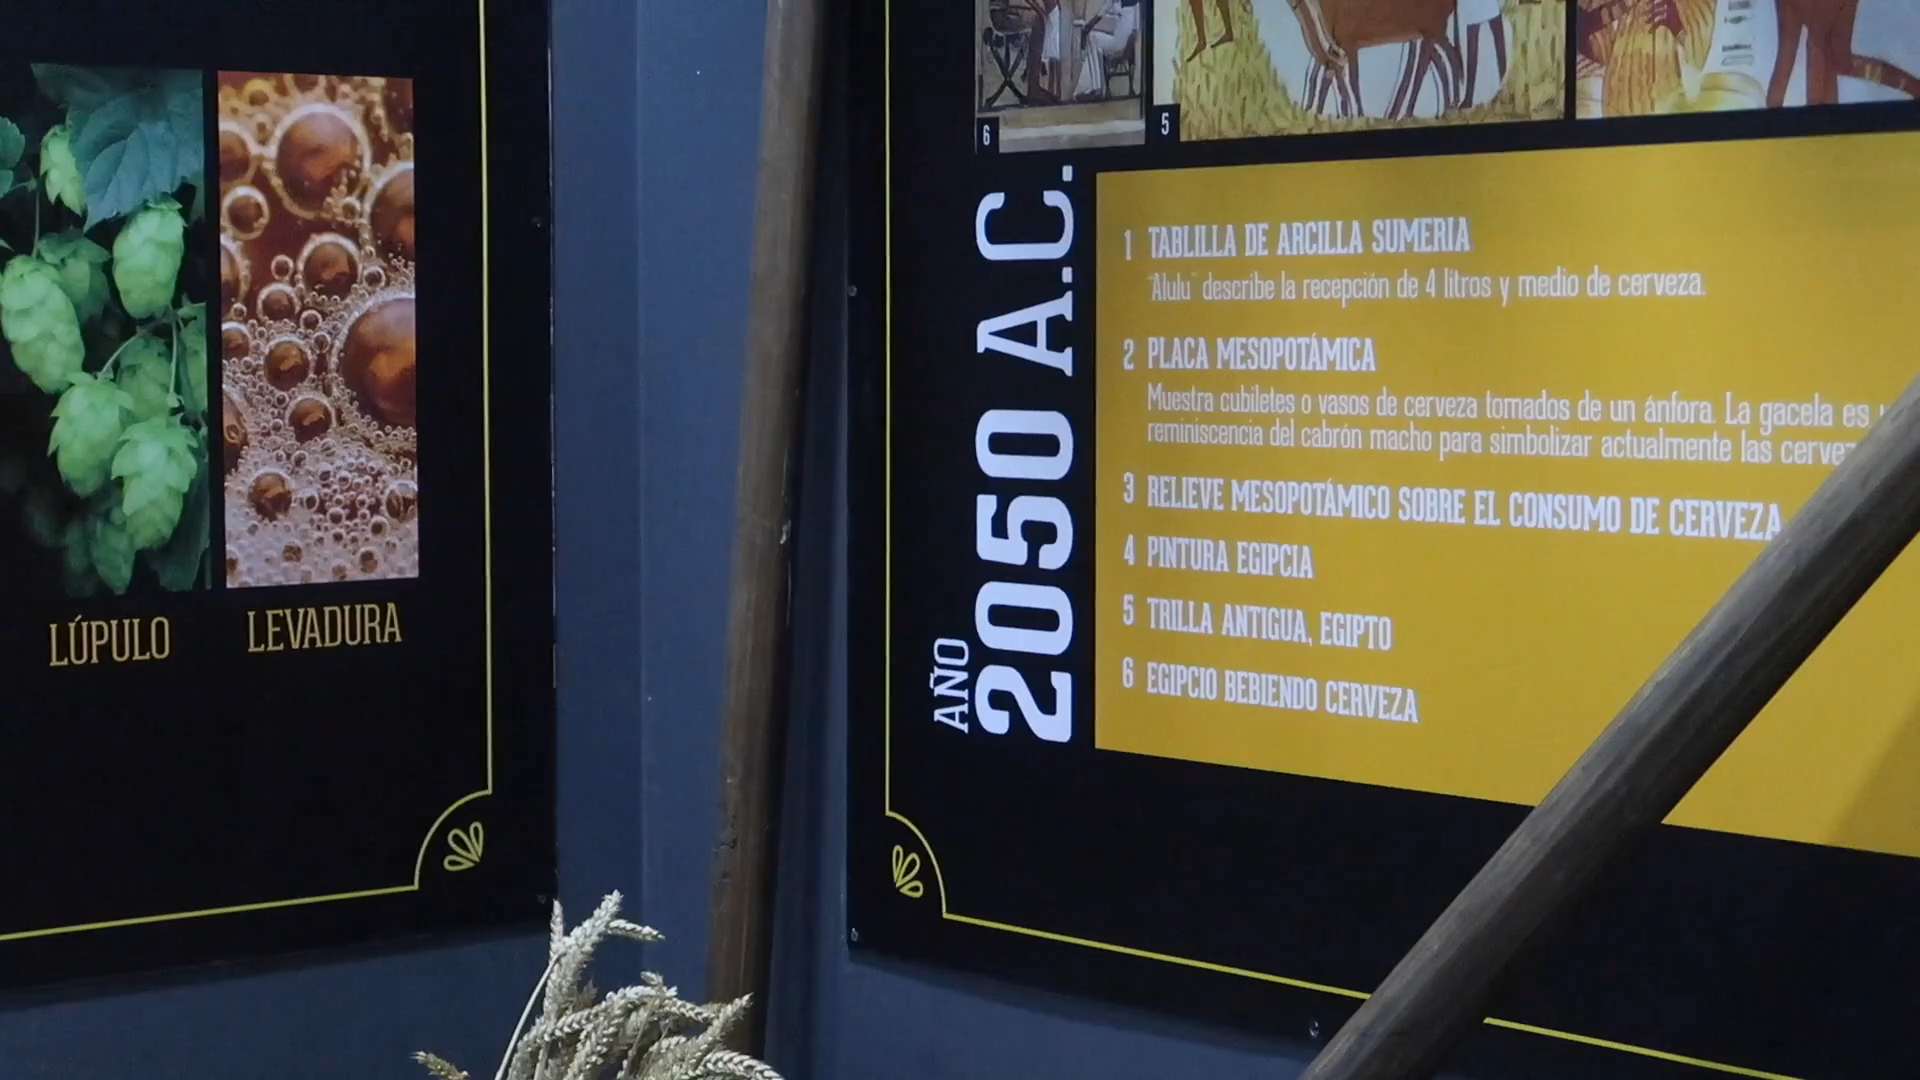 LÚPULO
LEVADURA
6
5
AÑO
2050 A.C.
1 TABLILLA DE ARCILLA SUMERIA
"Alulu" describe la recepción de 4 litros y medio de cerveza.
2 PLACA MESOPOTÁMICA
Muestra cubiletes o vasos de cerveza tomados de un ánfora. La gacela es
reminiscencia del cabrón macho para simbolizar actualmente las
3 RELIEVE MESOPOTÁMICO SOBRE EL CONSUMO DE CERVEZA
4 PINTURA EGIPCIA
5 TRILLA ANTIGUA, EGIPTO
6 EGIPCIO BEBIENDO CERVEZA